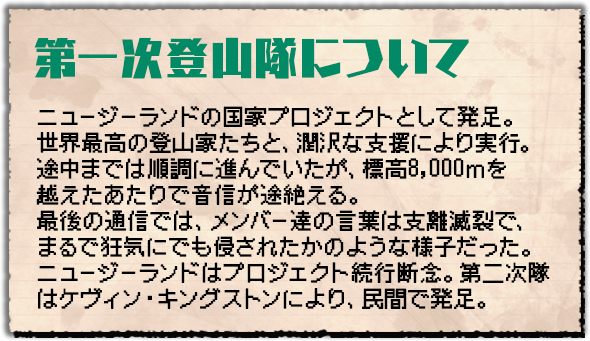 第一次登山隊について
ニュージーランドの国家プロジェクトとして発足。
世界最高の登山家たちと、潤沢な支援により実行。
途中までは順調に進んでいたが、標高8,000mを
越えたあたりで音信が途絶える。
最後の通信では、メンバー達の言葉は支離滅裂で、
まるで狂気にでも侵されたかのような様子だった。
ニュージーランドはプロジェクト続行断念。第二次隊
はケヴィン・キングストンにより、民間で発足。